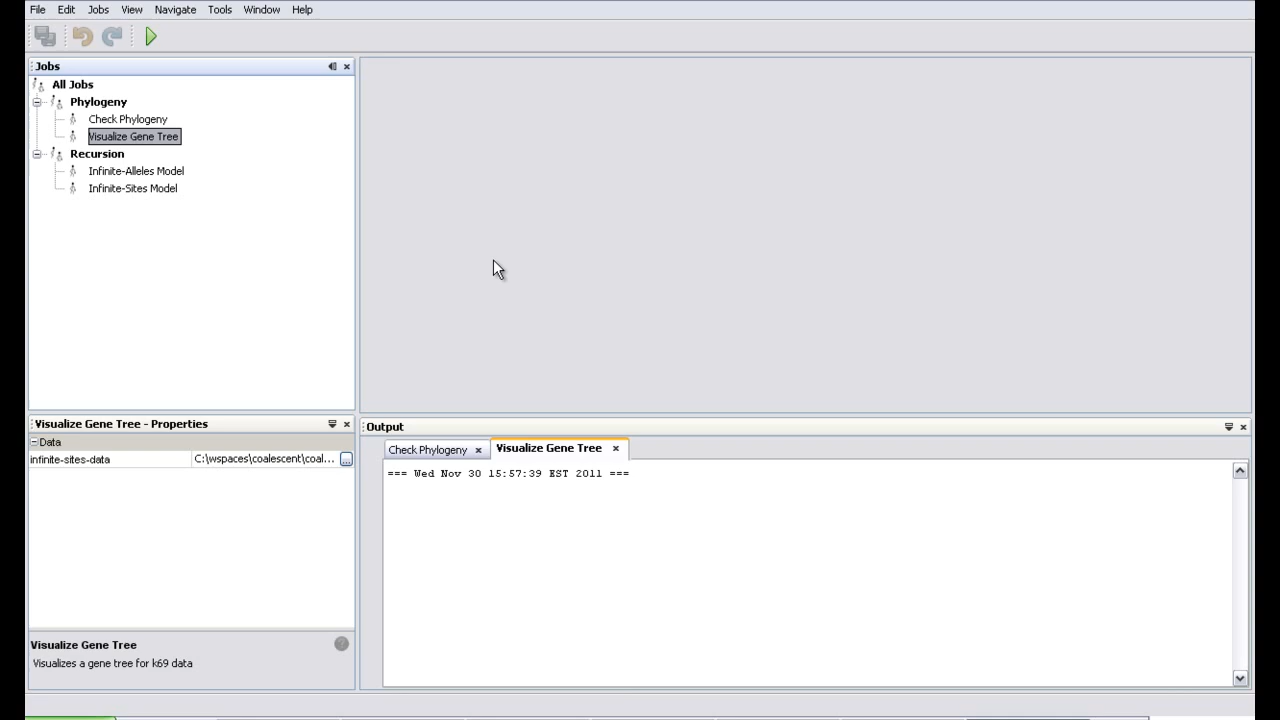 File Edit Jobs View Navigate Tools Window Help
Jobs
All Jobs
Phylogeny
Check Phylogeny
Visualize Gene Tree
Recursion
Infinite-Alleles Model
Infinite-Sites Model
Visualize Gene Tree - Properties
Data
infinite-sites-data C:\wspaces\coalescent\coal... ...
Visualize Gene Tree
Visualizes a gene tree for k69 data
Output
Check Phylogeny Visualize Gene Tree
=== Wed Nov 30 15:57:39 EST 2011 ===